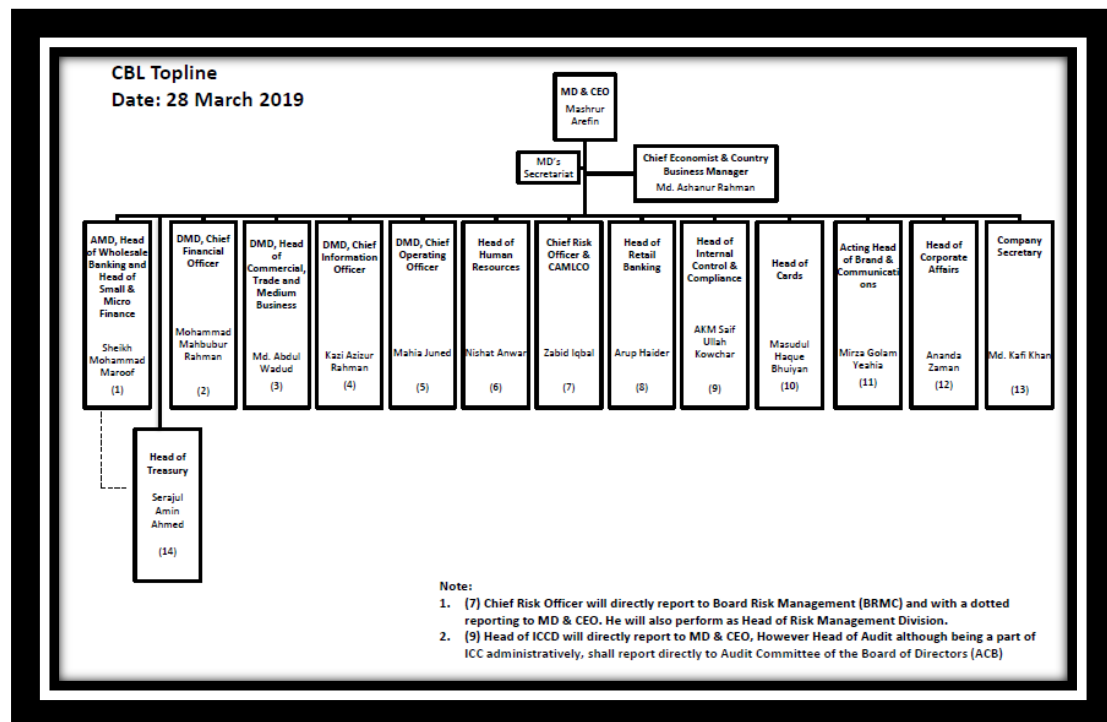 CBL Topline
Date: 28 March 2019
MD & CEO
Mashrur
Arefin
MD's
Secretariat
Chief Economist & Country
Business Manager
Md. Ashanur Rahman
AMD, Head
of Wholesale
Banking and
Head of
Small &
Micro
Finance
Sheikh
Mohammad
Maroof
(1)
DMD, Chief
Financial
Officer
Mohammad
Mahbubur
Rahman
(2)
DMD, Head
of
Commercial,
Trade and
Medium
Business
Md. Abdul
Wadud
(3)
DMD, Chief
Information
Officer
Kazi Azizur
Rahman
(4)
DMD, Chief
Operating
Officer
Mahia Juned
(5)
Head of
Human
Resources
Nishat Anwar
(6)
Chief Risk
Officer &
CAMLCO
Zabid Iqbal
(7)
Head of
Retail
Banking
Arup Haider
(8)
Head of
Internal
Control &
Compliance
AKM Saif
Ullah
Kowchar
(9)
Head of
Cards
Masudul
Haque
Bhuiyan
(10)
Acting Head
of Brand &
Communicati
ons
Mirza Golam
Yeahia
(11)
Head of
Corporate
Affairs
Ananda
Zaman
(12)
Company
Secretary
Md. Kafi Khan
(13)
Head of
Treasury
Serajul
Amin
Ahmed
(14)
Note:
1. (7) Chief Risk Officer will directly report to Board Risk Management (BRMC) and with a dotted
reporting to MD & CEO. He will also perform as Head of Risk Management Division.
2. (9) Head of ICCD will directly report to MD & CEO, However Head of Audit although being a part of
ICC administratively, shall report directly to Audit Committee of the Board of Directors (ACB)